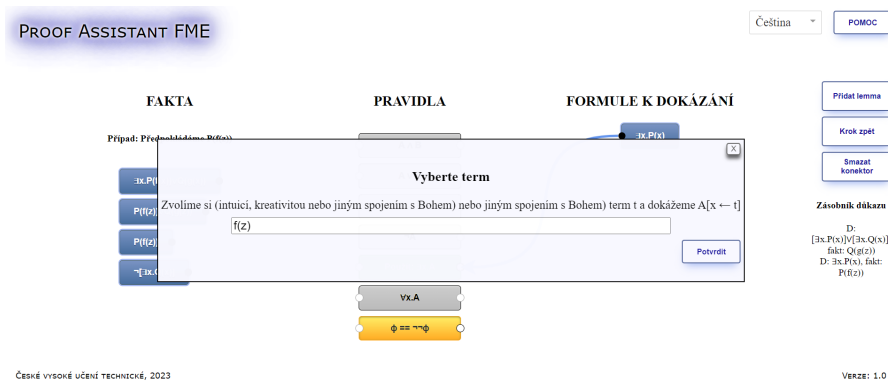 Proof Assistant FME
Čeština
POMOC
FAKTA
PRAVIDLA
FORMULE K DOKÁZÁNÍ
Přidat lemma
Krok zpět
Smazat
konektor
Případ: Předpokládáme P(f(z))
∃x.P(x)
X
Vyberte term
Zvolíme si (intuicí, kreativitou nebo jiným spojením s Bohem) nebo jiným spojením s Bohem) term t a dokážeme A[x ← t]
f(z)
Potvrdit
∃x.P(
P(f(z))
P(f(z))
¬[∃x.
∀x.A
ϕ == ¬¬ϕ
Zásobník důkazu
D:
[∃x.P(x)]∨[∃x.Q(x)]
fakt: Q(g(z))
D: ∃x.P(x), fakt:
P(f(z))
České vysoké učení technické, 2023
Verze: 1.0